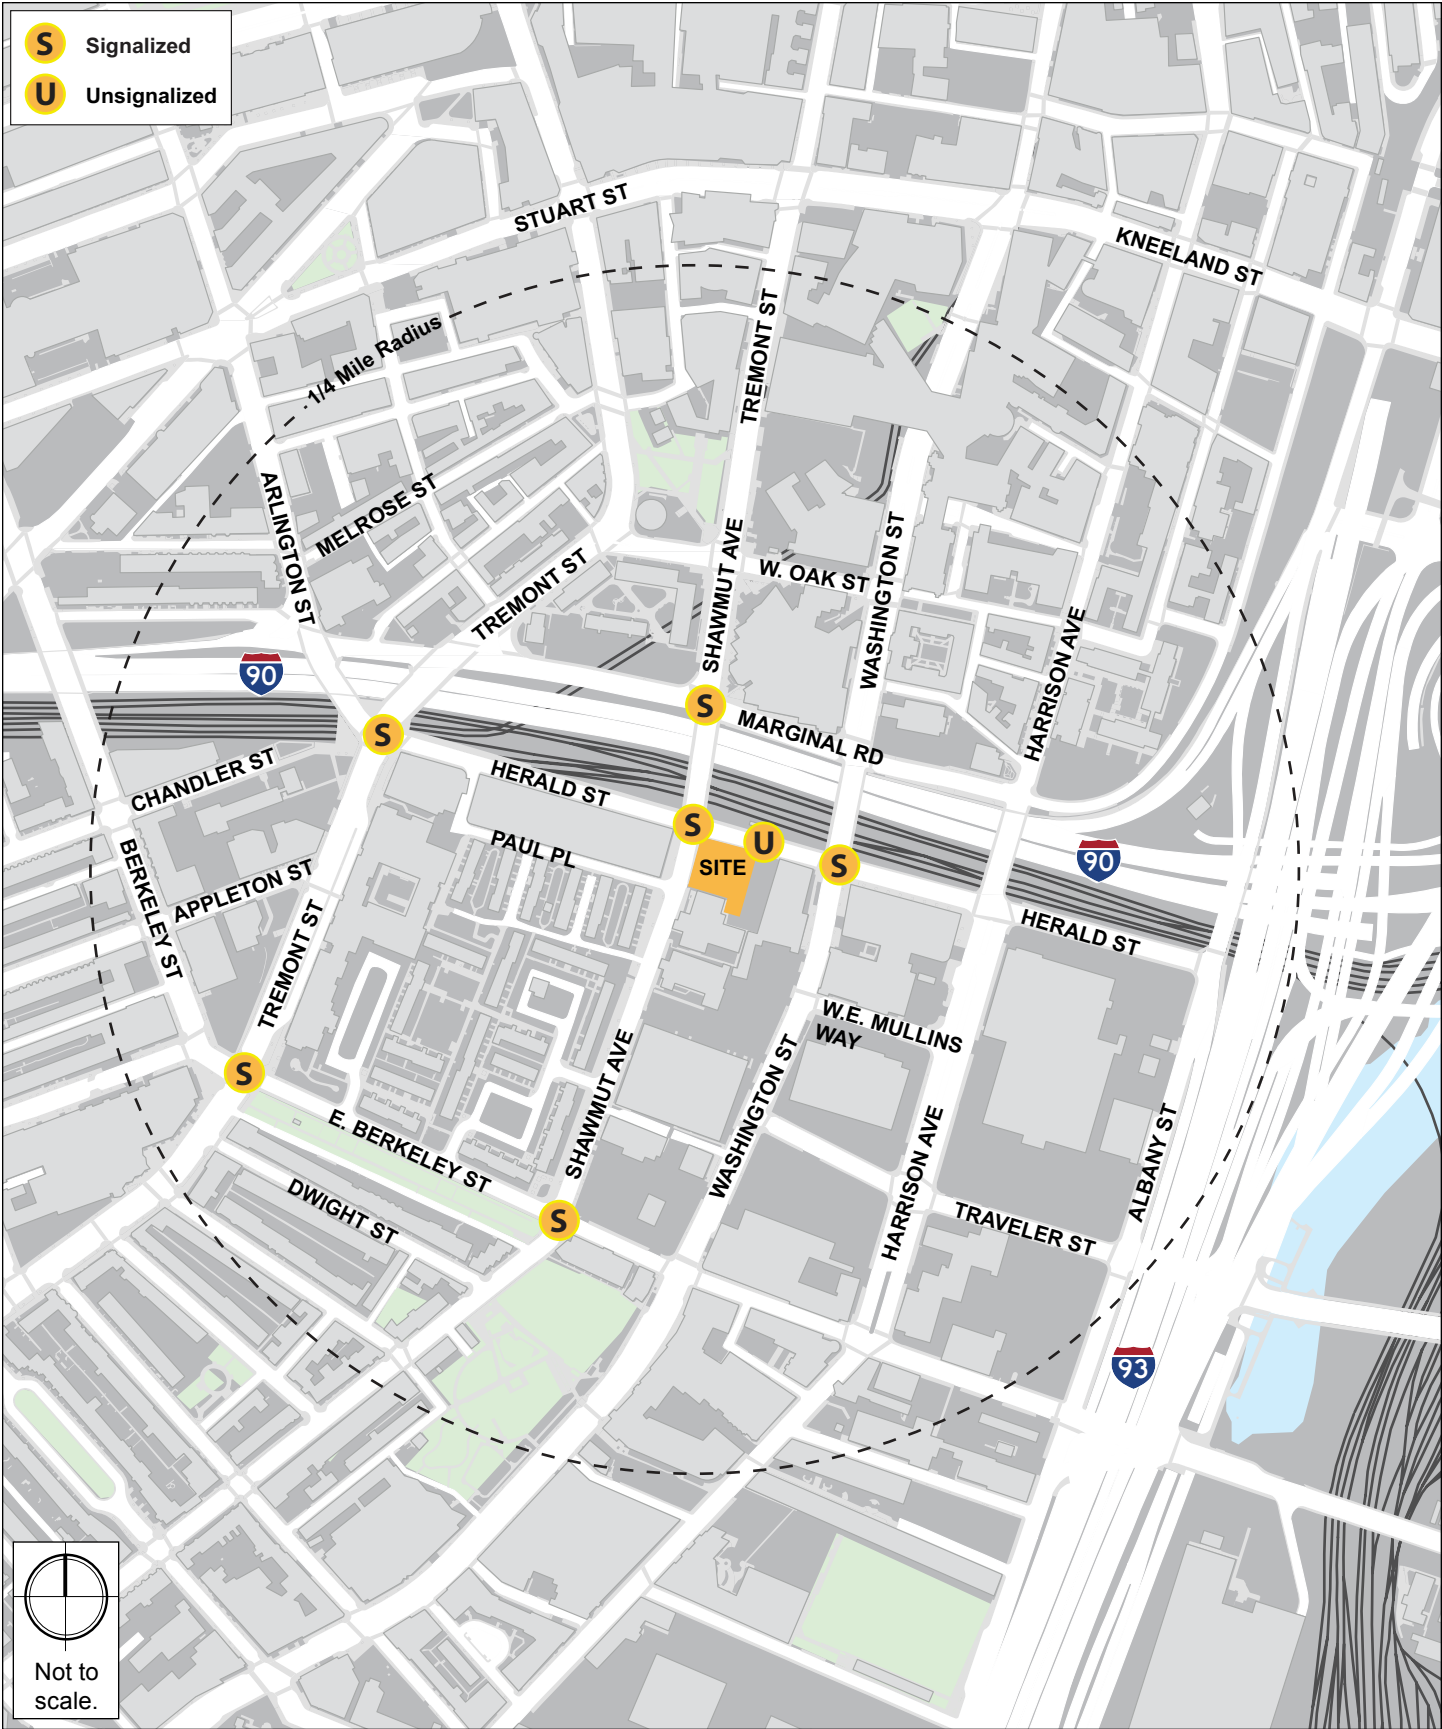 S Signalized
U Unsignalized
STUART ST
KNEELAND ST
1/4 Mile Radius
TREMONT ST
ARLINGTON ST
MELROSE ST
TREMONT ST
SHAWMUT AVE
W. OAK ST
WASHINGTON ST
HARRISON AVE
90
S
S
MARGINAL RD
CHANDLER ST
HERALD ST
S
U
S
PAUL PL
SITE
90
BERKELEY ST
APPLETON ST
TREMONT ST
HERALD ST
W.E. MULLINS
WAY
S
SHAWMUT AVE
WASHINGTON ST
E. BERKELEY ST
HARRISON AVE
ALBANY ST
DWIGHT ST
S
TRAVELER ST
93
Not to
scale.